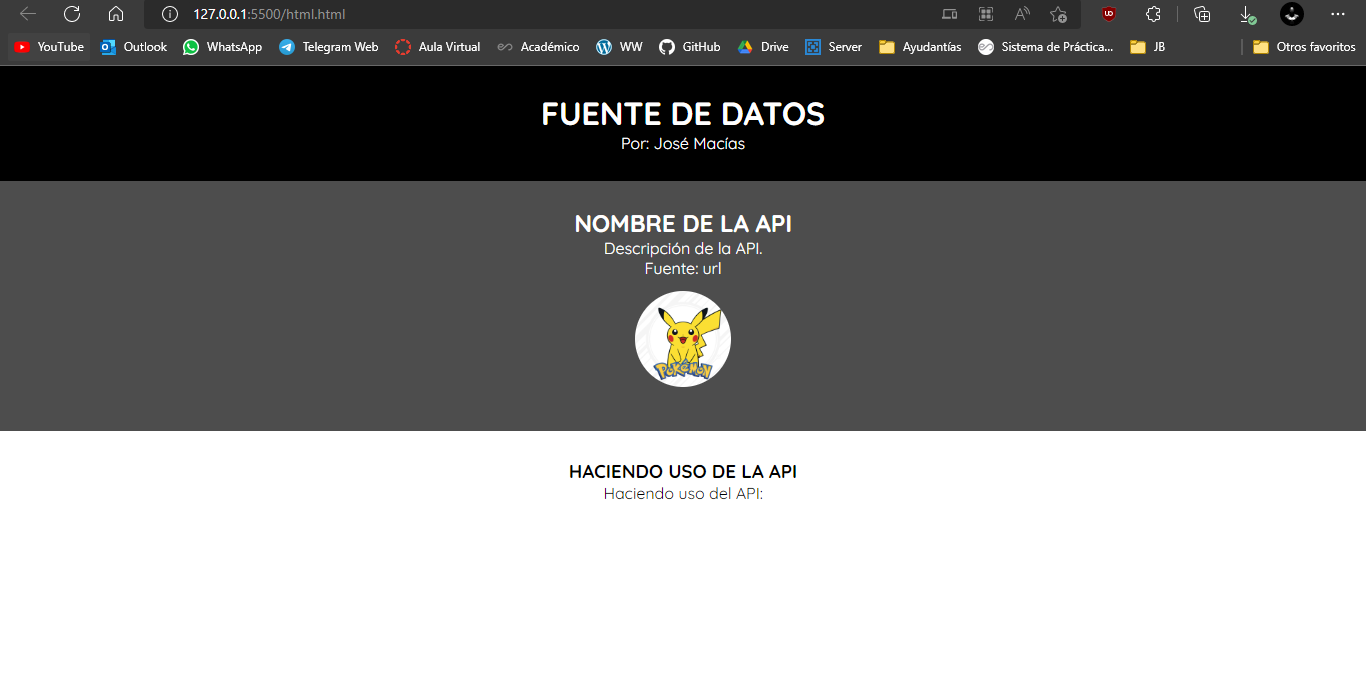 127.0.0.1:5500/html.html
YouTube Outlook WhatsApp Telegram Web Aula Virtual Académico WW GitHub Drive Server Ayudantías Sistema de Práctica... JB Otros favoritos
FUENTE DE DATOS
Por: José Macías
NOMBRE DE LA API
Descripción de la API.
Fuente: url
POKéMON
HACIENDO USO DE LA API
Haciendo uso del API: